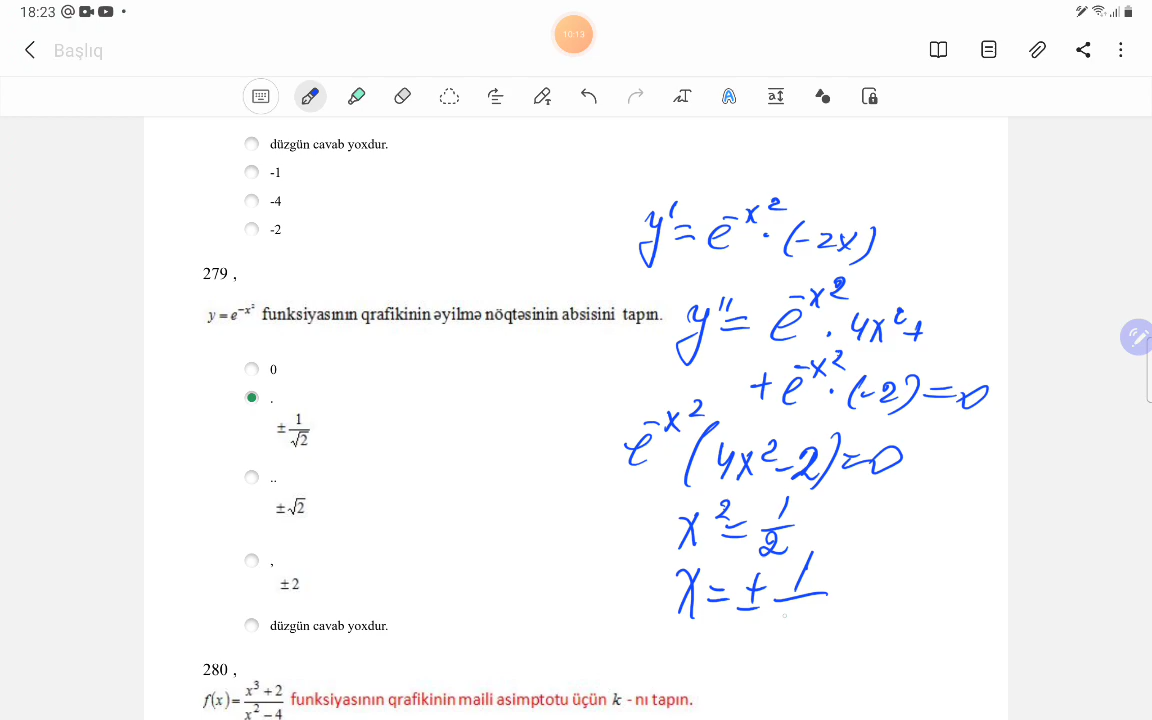 18:23
10:13
Başlıq
düzgün cavab yoxdur.
-1
-4
-2
279 ,
y = e^{-x^2} funksiyasının qrafikinin əyilmə nöqtəsinin absisini tapın.
0
.
± 1/√2
..
± √2
,
± 2
düzgün cavab yoxdur.
280 ,
f(x) = (x^3 + 2)/(x^2 − 4) funksiyasının qrafikinin maili asimptotu üçün k - nı tapın.
y' = e^{-x^2} · (-2x)
y'' = e^{-x^2} · 4x^2 +
+ e^{-x^2} · (-2) = 0
e^{-x^2} (4x^2 - 2) = 0
x^2 = 1/2
x = ± 1/